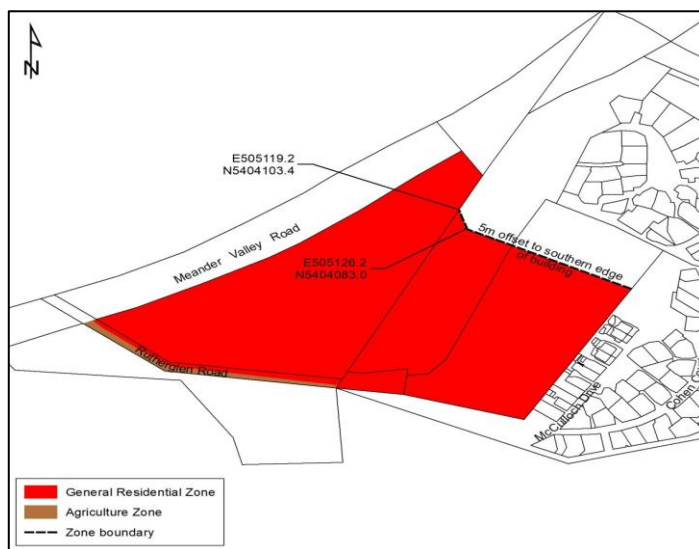 N
E505119.2
N5404103.4
Meander Valley Road
5m offset to southern edge
of building
E505126.2
N5404083.0
Rutherglen Road
McCulloch Drive
Cohen
General Residential Zone
Agriculture Zone
Zone boundary